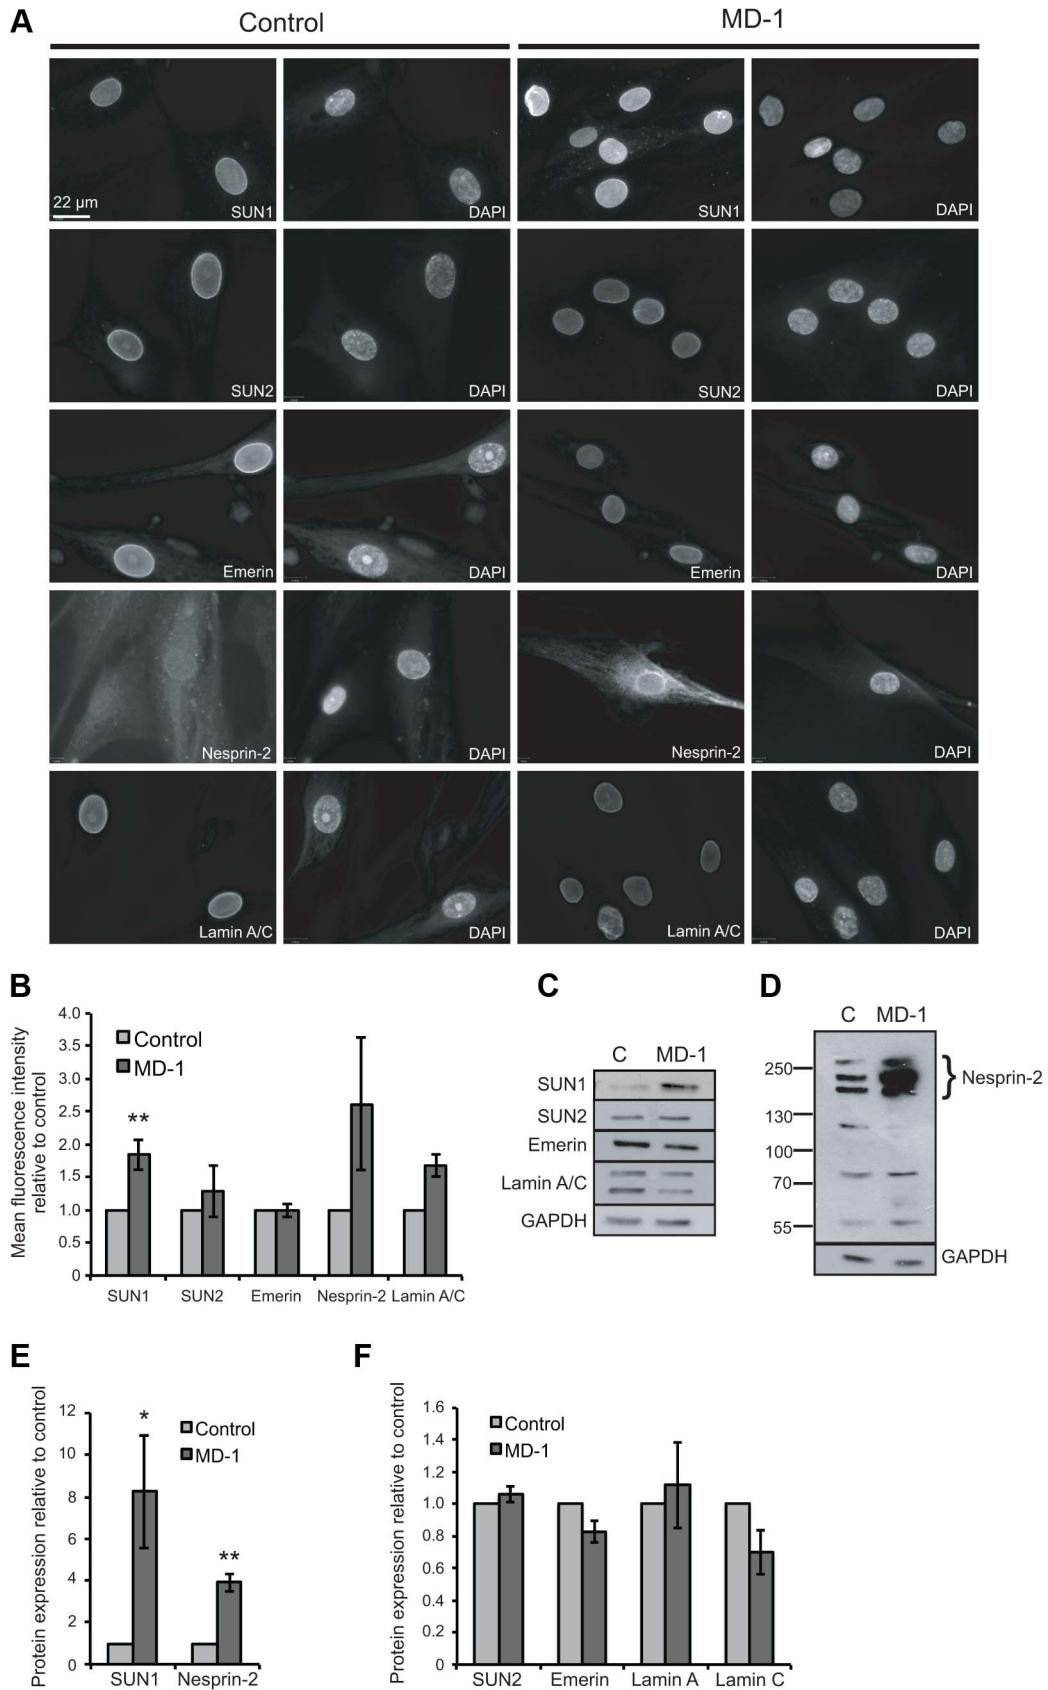 A
Control
MD-1
22 µm
SUN1
DAPI
SUN1
DAPI
SUN2
DAPI
SUN2
DAPI
Emerin
DAPI
Emerin
DAPI
Nesprin-2
DAPI
Nesprin-2
DAPI
Lamin A/C
DAPI
Lamin A/C
DAPI
B
Mean fluorescence intensity
relative to control
4.0
3.5
3.0
2.5
2.0
1.5
1.0
0.5
0
Control
MD-1
**
SUN1 SUN2 Emerin Nesprin-2 Lamin A/C
C
C MD-1
SUN1
SUN2
Emerin
Lamin A/C
GAPDH
D
C MD-1
250
130
100
70
55
Nesprin-2
GAPDH
E
Protein expression relative to control
12
10
8
6
4
2
0
Control
MD-1
*
**
SUN1 Nesprin-2
F
Protein expression relative to control
1.6
1.4
1.2
1.0
0.8
0.6
0.4
0.2
0
Control
MD-1
SUN2 Emerin Lamin A Lamin C